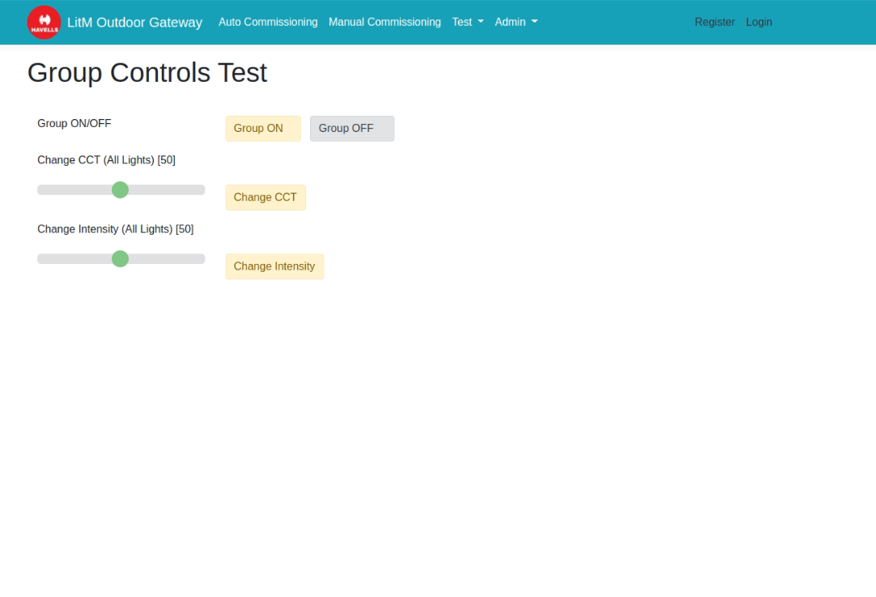 HAVELLS LitM Outdoor Gateway Auto Commissioning Manual Commissioning Test Admin Register Login
Group Controls Test
Group ON/OFF Group ON Group OFF
Change CCT (All Lights) [50]
Change CCT
Change Intensity (All Lights) [50]
Change Intensity